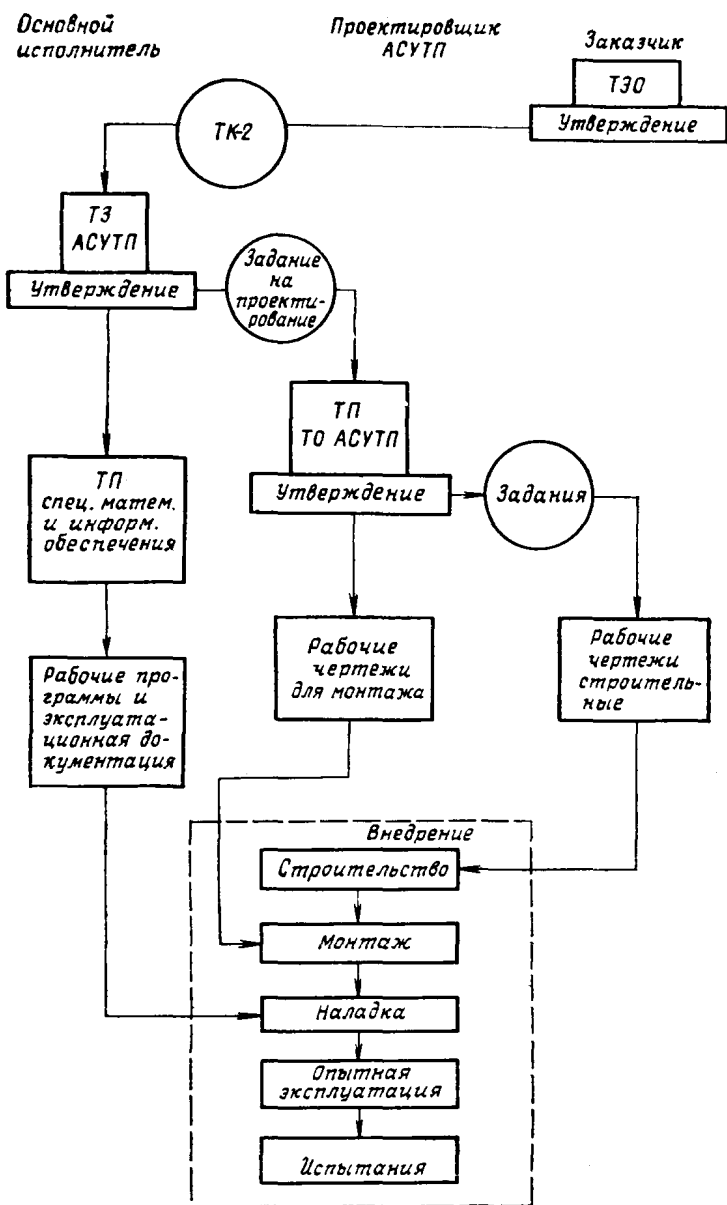 Основной
исполнитель
Проектировщик
АСУТП
Заказчик
ТЭО
Утверждение
ТК-2
ТЗ
АСУТП
Утверждение
Задание
на
проекти-
рование
ТП
ТО АСУТП
Утверждение
Задания
ТП
спец. матем.
и информ.
обеспечения
Рабочие
чертежи
для монтажа
Рабочие
чертежи
строитель-
ные
Рабочие про-
граммы и
эксплуата-
ционная до-
кументация
Внедрение
Строительство
Монтаж
Наладка
Опытная
эксплуатация
Испытания